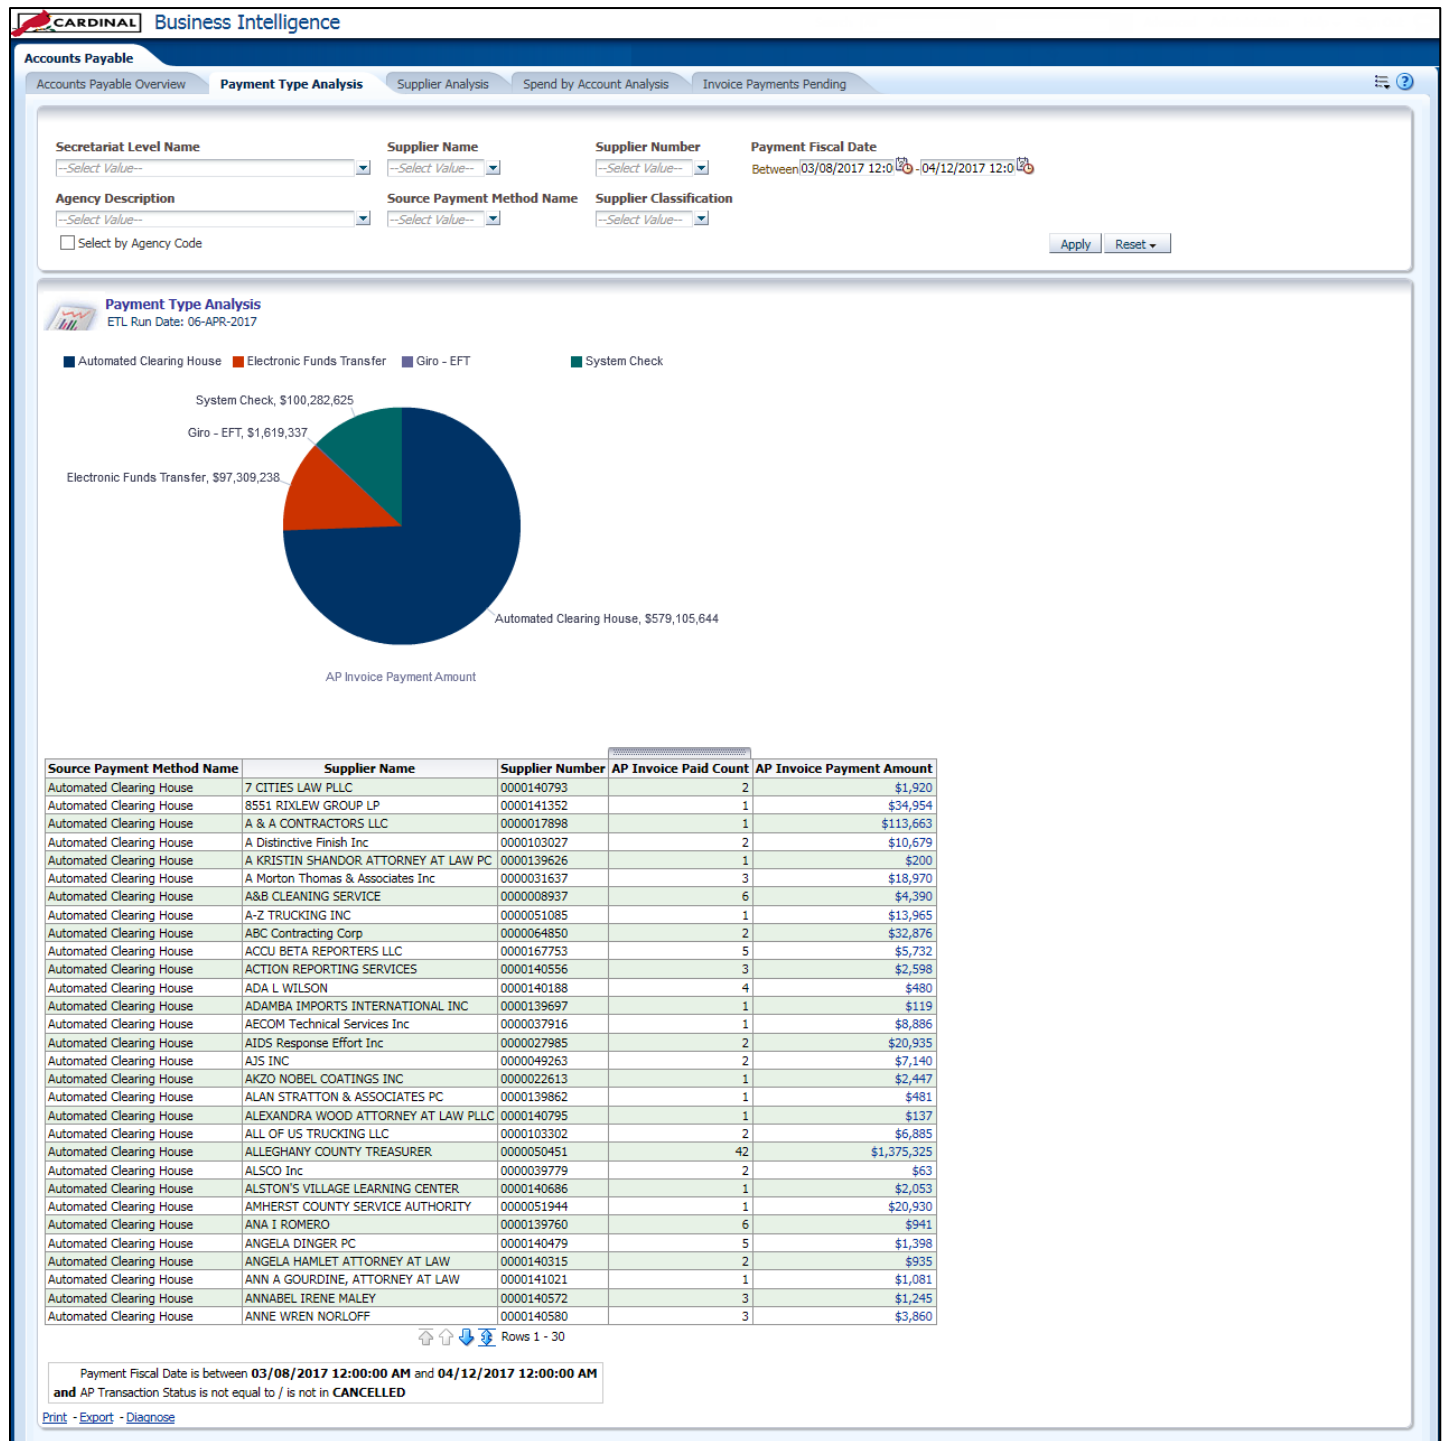 CARDINAL Business Intelligence
Accounts Payable
Accounts Payable Overview Payment Type Analysis Supplier Analysis Spend by Account Analysis Invoice Payments Pending
Secretariat Level Name Supplier Name Supplier Number Payment Fiscal Date
--Select Value-- --Select Value-- --Select Value-- Between 03/08/2017 12:0 - 04/12/2017 12:0
Agency Description Source Payment Method Name Supplier Classification
--Select Value-- --Select Value-- --Select Value--
Select by Agency Code Apply Reset
Payment Type Analysis
ETL Run Date: 06-APR-2017
Automated Clearing House Electronic Funds Transfer Giro - EFT System Check
System Check, $100,282,625
Giro - EFT, $1,619,337
Electronic Funds Transfer, $97,309,238
Automated Clearing House, $579,105,644
AP Invoice Payment Amount
Source Payment Method Name Supplier Name Supplier Number AP Invoice Paid Count AP Invoice Payment Amount
Automated Clearing House 7 CITIES LAW PLLC 0000140793 2 $1,920
Automated Clearing House 8551 RIXLEW GROUP LP 0000141352 1 $34,954
Automated Clearing House A & A CONTRACTORS LLC 0000017898 1 $113,663
Automated Clearing House A Distinctive Finish Inc 0000103027 2 $10,679
Automated Clearing House A KRISTIN SHANDOR ATTORNEY AT LAW PC 0000139626 1 $200
Automated Clearing House A Morton Thomas & Associates Inc 0000031637 3 $18,970
Automated Clearing House A&B CLEANING SERVICE 0000008937 6 $4,390
Automated Clearing House A-Z TRUCKING INC 0000051085 1 $13,965
Automated Clearing House ABC Contracting Corp 0000064850 2 $32,876
Automated Clearing House ACCU BETA REPORTERS LLC 0000167753 5 $5,732
Automated Clearing House ACTION REPORTING SERVICES 0000140556 3 $2,598
Automated Clearing House ADA L WILSON 0000140188 4 $480
Automated Clearing House ADAMBA IMPORTS INTERNATIONAL INC 0000139697 1 $119
Automated Clearing House AECOM Technical Services Inc 0000037916 1 $8,886
Automated Clearing House AIDS Response Effort Inc 0000027985 2 $20,935
Automated Clearing House AJS INC 0000049263 2 $7,140
Automated Clearing House AKZO NOBEL COATINGS INC 0000022613 1 $2,447
Automated Clearing House ALAN STRATTON & ASSOCIATES PC 0000139862 1 $481
Automated Clearing House ALEXANDRA WOOD ATTORNEY AT LAW PLLC 0000140795 1 $137
Automated Clearing House ALL OF US TRUCKING LLC 0000103302 2 $6,885
Automated Clearing House ALLEGHANY COUNTY TREASURER 0000050451 42 $1,375,325
Automated Clearing House ALSCO Inc 0000039779 2 $63
Automated Clearing House ALSTON'S VILLAGE LEARNING CENTER 0000140686 1 $2,053
Automated Clearing House AMHERST COUNTY SERVICE AUTHORITY 0000051944 1 $20,930
Automated Clearing House ANA I ROMERO 0000139760 6 $941
Automated Clearing House ANGELA DINGER PC 0000140479 5 $1,398
Automated Clearing House ANGELA HAMLET ATTORNEY AT LAW 0000140315 2 $935
Automated Clearing House ANN A GOURDINE, ATTORNEY AT LAW 0000141021 1 $1,081
Automated Clearing House ANNABEL IRENE MALEY 0000140572 3 $1,245
Automated Clearing House ANNE WREN NORLOFF 0000140580 3 $3,860
Rows 1 - 30
Payment Fiscal Date is between 03/08/2017 12:00:00 AM and 04/12/2017 12:00:00 AM
and AP Transaction Status is not equal to / is not in CANCELLED
Print - Export - Diagnose